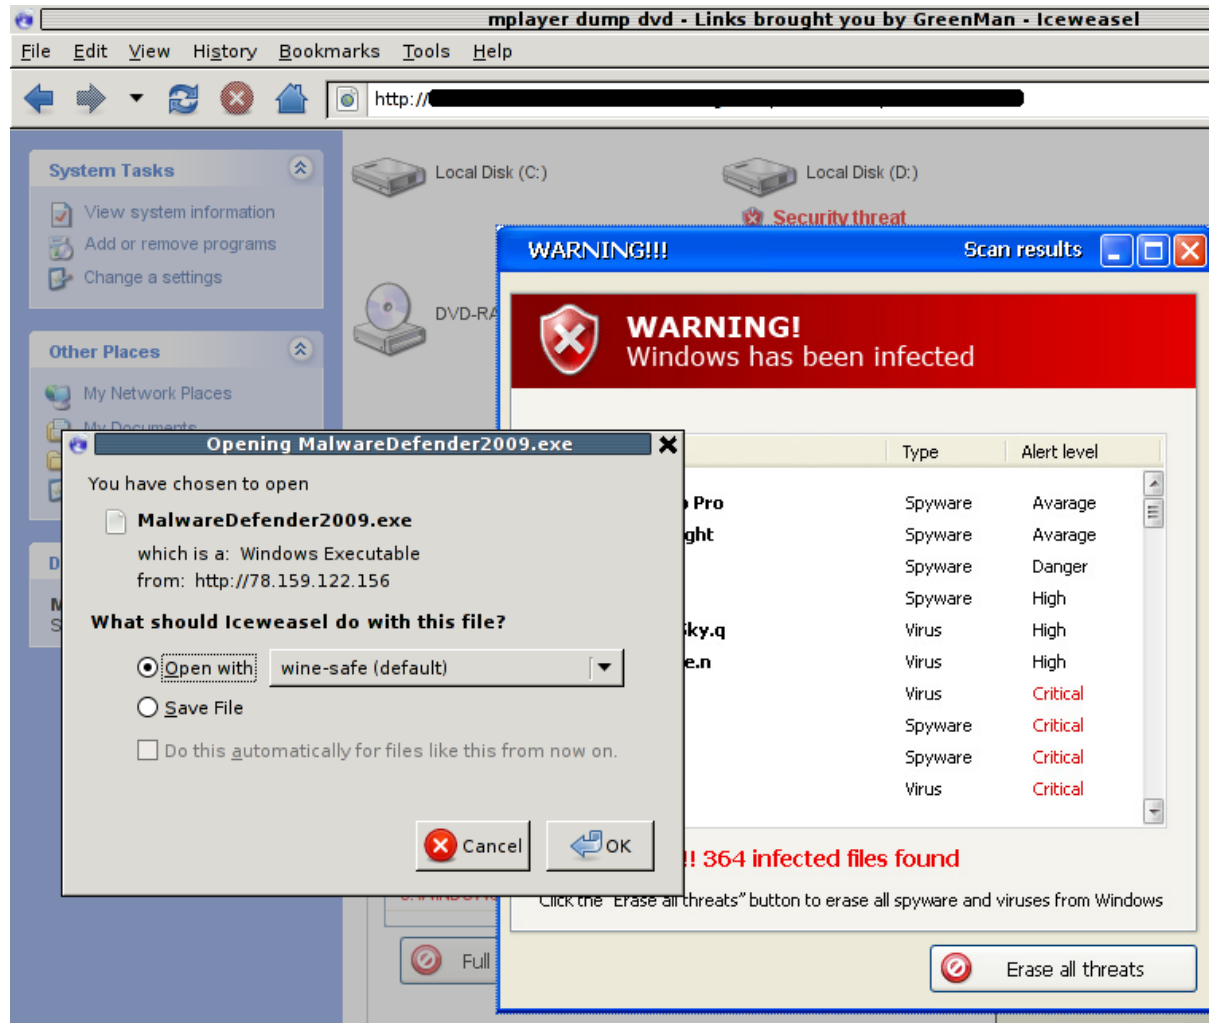 mplayer dump dvd - Links brought you by GreenMan - Iceweasel
File Edit View History Bookmarks Tools Help
http://
System Tasks
View system information
Add or remove programs
Change a settings
Other Places
My Network Places
My Documents
Local Disk (C:)
Local Disk (D:)
Security threat
DVD-RA
WARNING!!! Scan results
WARNING!
Windows has been infected
Type Alert level
Pro Spyware Avarage
ght Spyware Avarage
Spyware Danger
Spyware High
ky.q Virus High
e.n Virus High
Virus Critical
Spyware Critical
Spyware Critical
Virus Critical
!! 364 infected files found
Click the "Erase all threats" button to erase all spyware and viruses from Windows
Erase all threats
Full
Opening MalwareDefender2009.exe
You have chosen to open
MalwareDefender2009.exe
which is a: Windows Executable
from: http://78.159.122.156
What should Iceweasel do with this file?
Open with wine-safe (default)
Save File
Do this automatically for files like this from now on.
Cancel OK